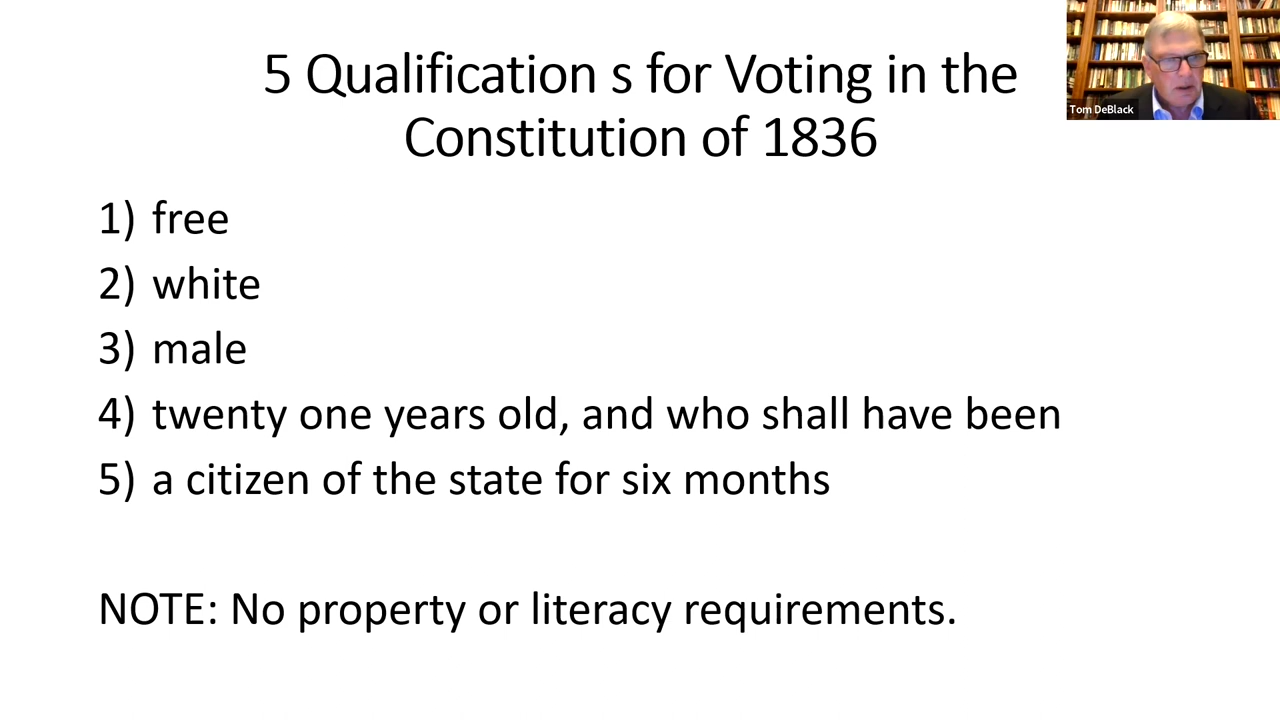 5 Qualification s for Voting in the
Constitution of 1836
Tom DeBlack
1) free
2) white
3) male
4) twenty one years old, and who shall have been
5) a citizen of the state for six months
NOTE: No property or literacy requirements.